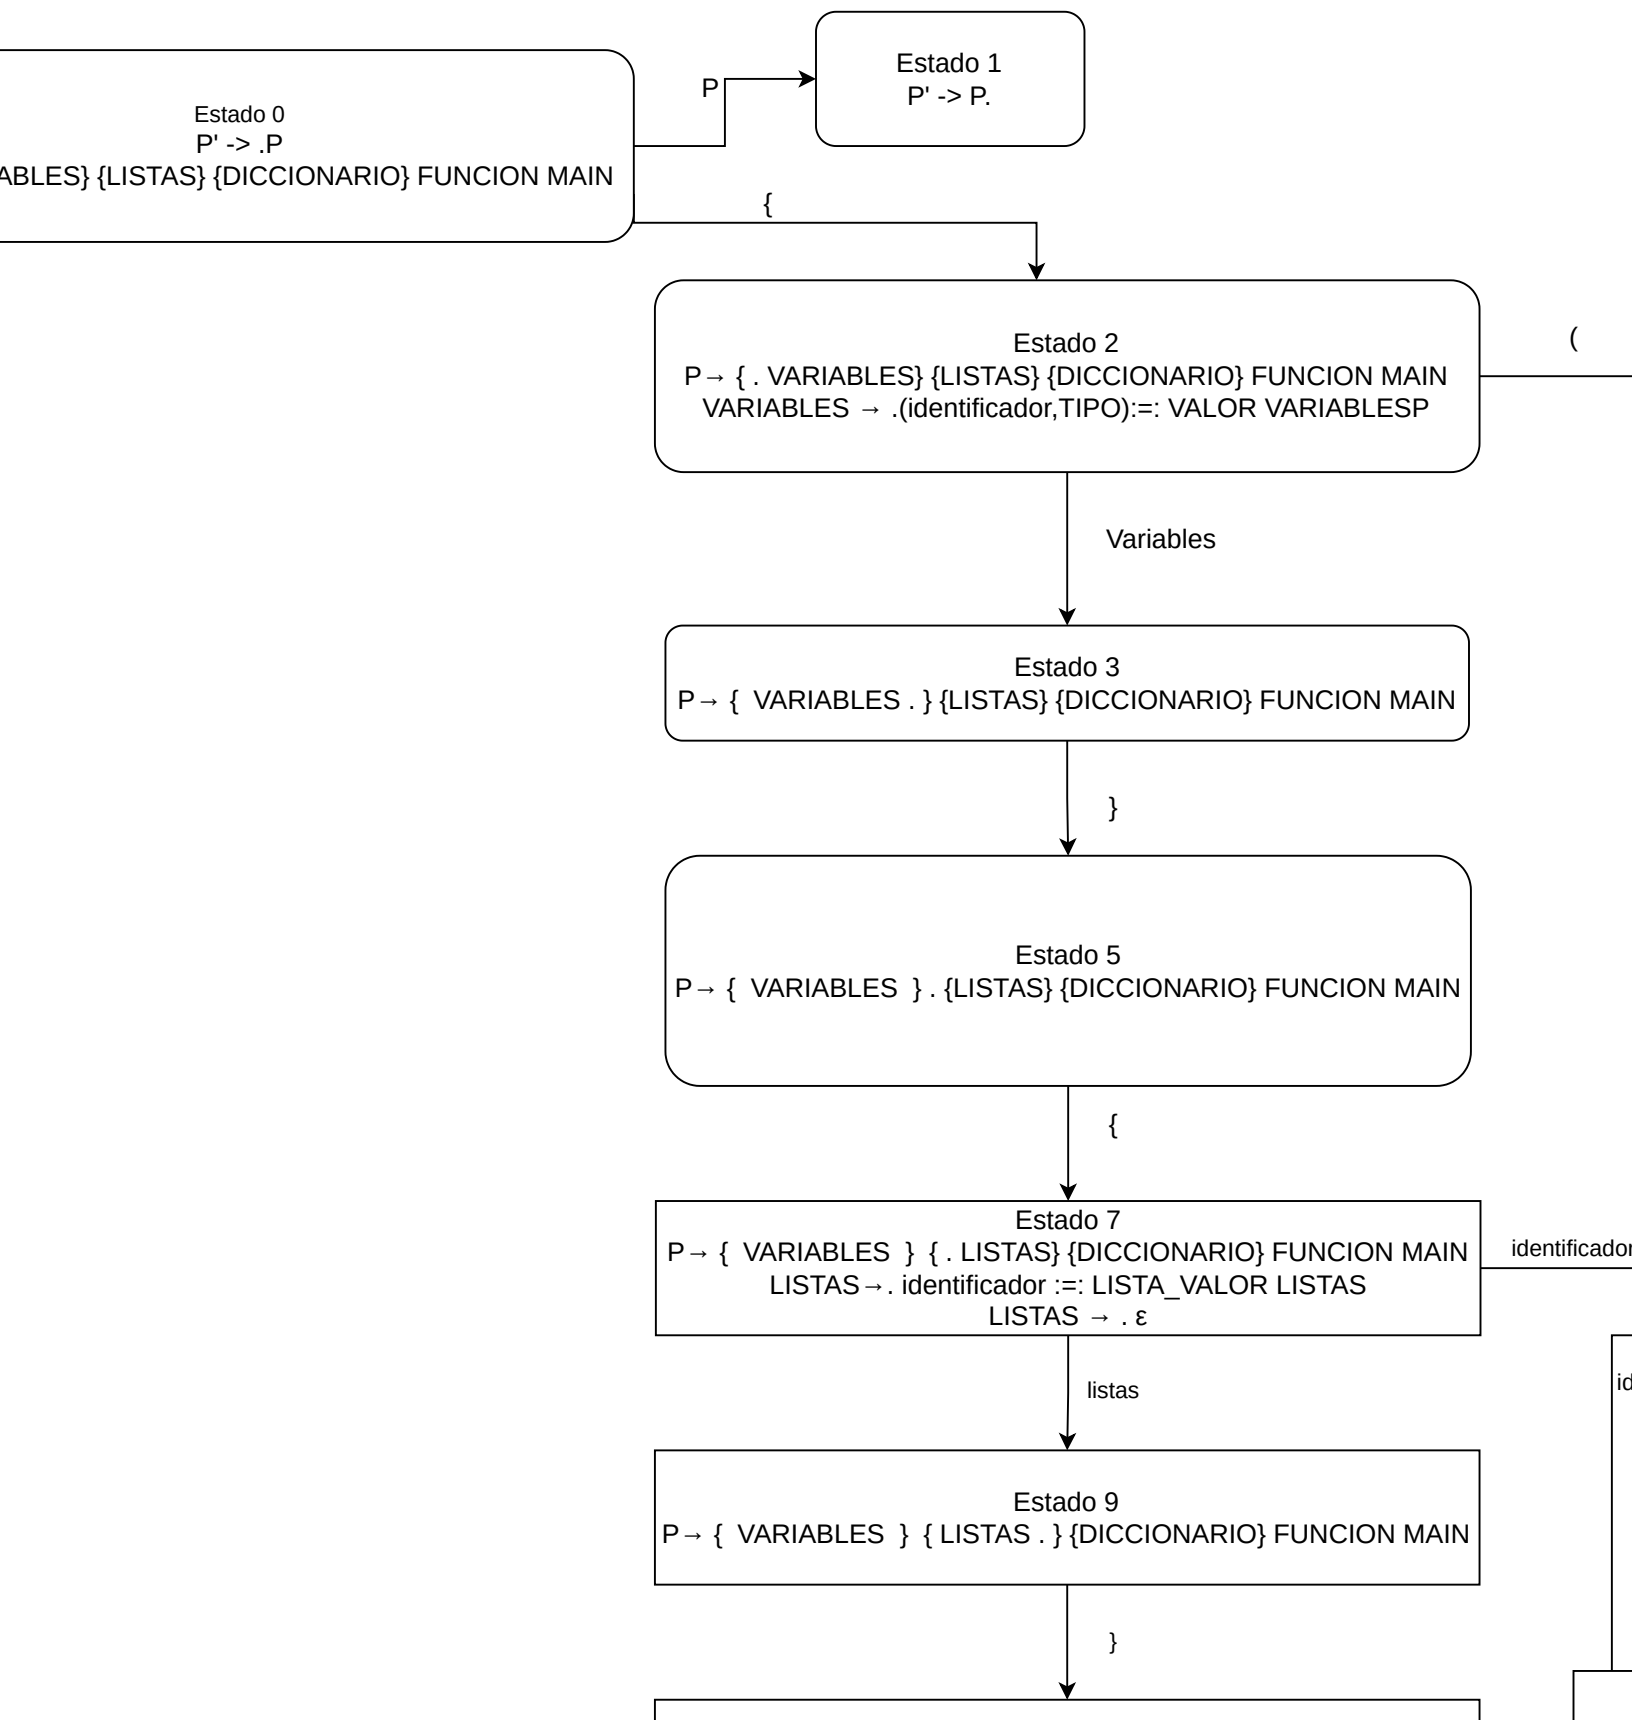 Estado 1
P' -> P.
P
Estado 0
P' -> .P
{LISTAS} {DICCIONARIO} FUNCION MAIN
{
Estado 2
P→ { . VARIABLES} {LISTAS} {DICCIONARIO} FUNCION MAIN
VARIABLES → .(identificador,TIPO):=: VALOR VARIABLESP
(
Variables
Estado 3
P→ {  VARIABLES . } {LISTAS} {DICCIONARIO} FUNCION MAIN
}
Estado 5
P→ {  VARIABLES  } . {LISTAS} {DICCIONARIO} FUNCION MAIN
{
Estado 7
P→ {  VARIABLES  }  { . LISTAS} {DICCIONARIO} FUNCION MAIN
LISTAS→. identificador :=: LISTA_VALOR LISTAS
LISTAS → . ε
identificador
listas
Estado 9
P→ {  VARIABLES  }  { LISTAS . } {DICCIONARIO} FUNCION MAIN
}